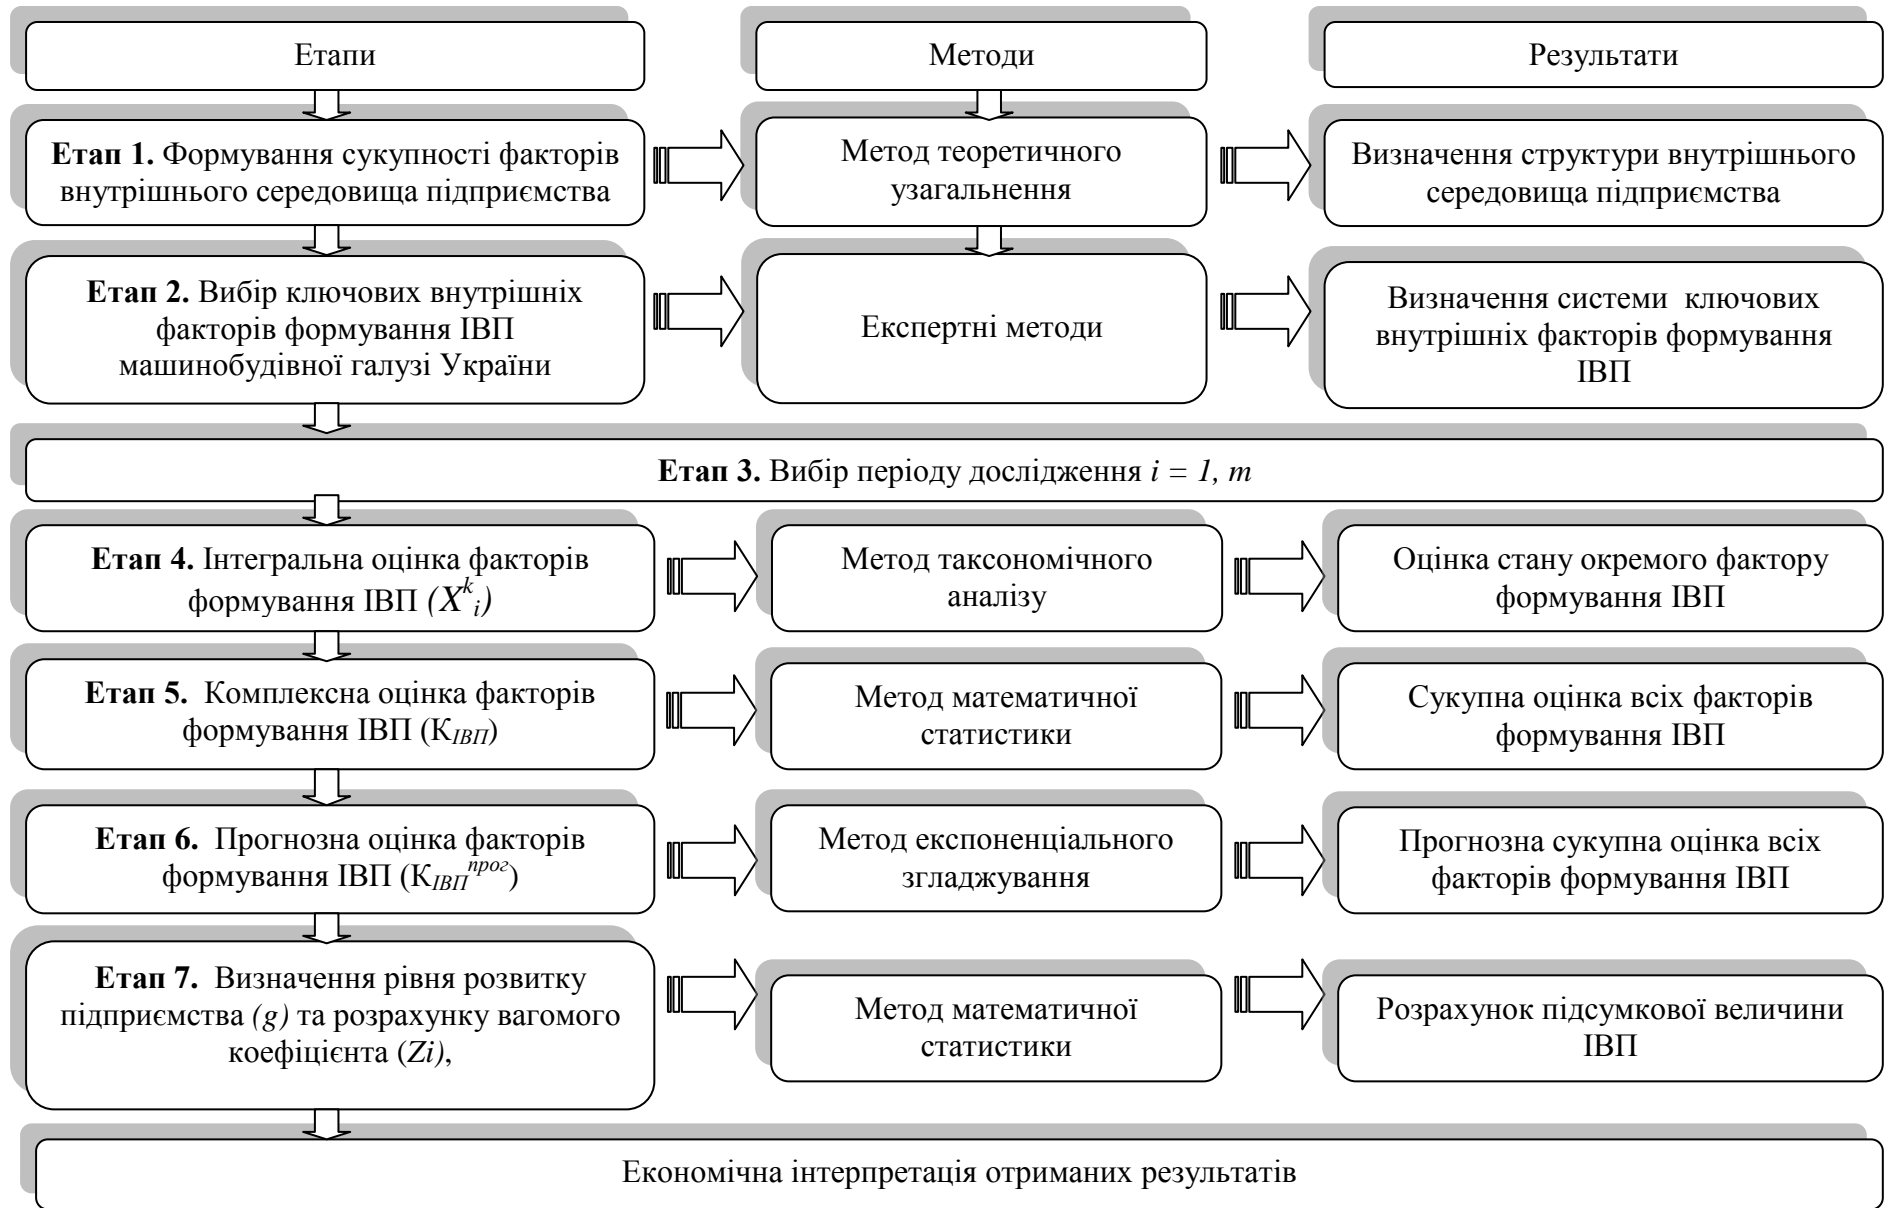 Етапи
Методи
Результати
Етап 1. Формування сукупності факторів
внутрішнього середовища підприємства
Метод теоретичного
узагальнення
Визначення структури внутрішнього
середовища підприємства
Етап 2. Вибір ключових внутрішніх
факторів формування ІВП
машинобудівної галузі України
Експертні методи
Визначення системи ключових
внутрішніх факторів формування
ІВП
Етап 3. Вибір періоду дослідження i = 1, m
Етап 4. Інтегральна оцінка факторів
формування ІВП (X^k_i)
Метод таксономічного
аналізу
Оцінка стану окремого фактору
формування ІВП
Етап 5. Комплексна оцінка факторів
формування ІВП (К_ІВП)
Метод математичної
статистики
Сукупна оцінка всіх факторів
формування ІВП
Етап 6. Прогнозна оцінка факторів
формування ІВП (К_ІВП^прог)
Метод експоненціального
згладжування
Прогнозна сукупна оцінка всіх
факторів формування ІВП
Етап 7. Визначення рівня розвитку
підприємства (g) та розрахунку вагомого
коефіцієнта (Zi),
Метод математичної
статистики
Розрахунок підсумкової величини
ІВП
Економічна інтерпретація отриманих результатів